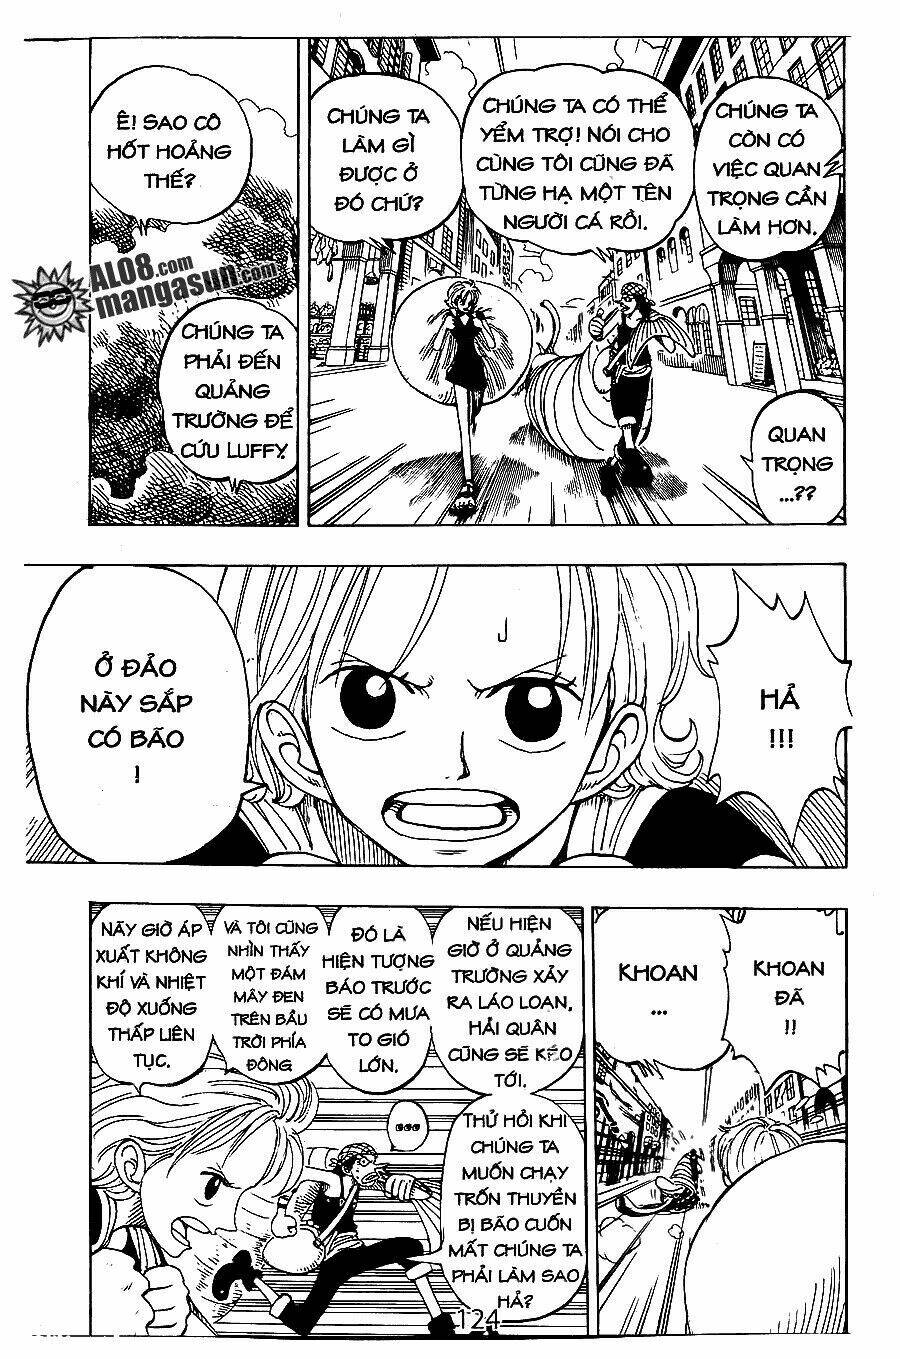 Ê! SAO CÔ
HỐT HOẢNG
THẾ?
CHÚNG TA
PHẢI ĐẾN
QUẢNG
TRƯỜNG ĐỂ
CỨU LUFFY.
CHÚNG TA
LÀM GÌ
ĐƯỢC Ở
ĐÓ CHỨ?
CHÚNG TA CÓ THỂ
YỂM TRỢ! NÓI CHO
CÙNG TÔI CŨNG ĐÃ
TỪNG HẠ MỘT TÊN
NGƯỜI CÁ RỒI.
CHÚNG TA
CÒN CÓ
VIỆC QUAN
TRỌNG CẦN
LÀM HƠN.
QUAN
TRỌNG
...??
AL08.com
mangasun.com
Ở ĐẢO
NÀY SẮP
CÓ BÃO
!
HẢ
!!!
NÃY GIỜ ÁP
XUẤT KHÔNG
KHÍ VÀ NHIỆT
ĐỘ XUỐNG
THẤP LIÊN
TỤC.
VÀ TÔI CŨNG
NHÌN THẤY
MỘT ĐÁM
MÂY ĐEN
TRÊN BẦU
TRỜI PHÍA
ĐÔNG
ĐÓ LÀ
HIỆN TƯỢNG
BÁO TRƯỚC
SẼ CÓ MƯA
TO GIÓ
LỚN.
NẾU HIỆN
GIỜ Ở QUẢNG
TRƯỜNG XẢY
RA LÁO LOẠN,
HẢI QUÂN
CŨNG SẼ KÉO
TỚI.
THỬ HỎI KHI
CHÚNG TA
MUỐN CHẠY
TRỐN THUYỀN
BỊ BÃO CUỐN
MẤT CHÚNG TA
PHẢI LÀM SAO
HẢ?
KHOAN
...
KHOAN
ĐÃ
!!
124